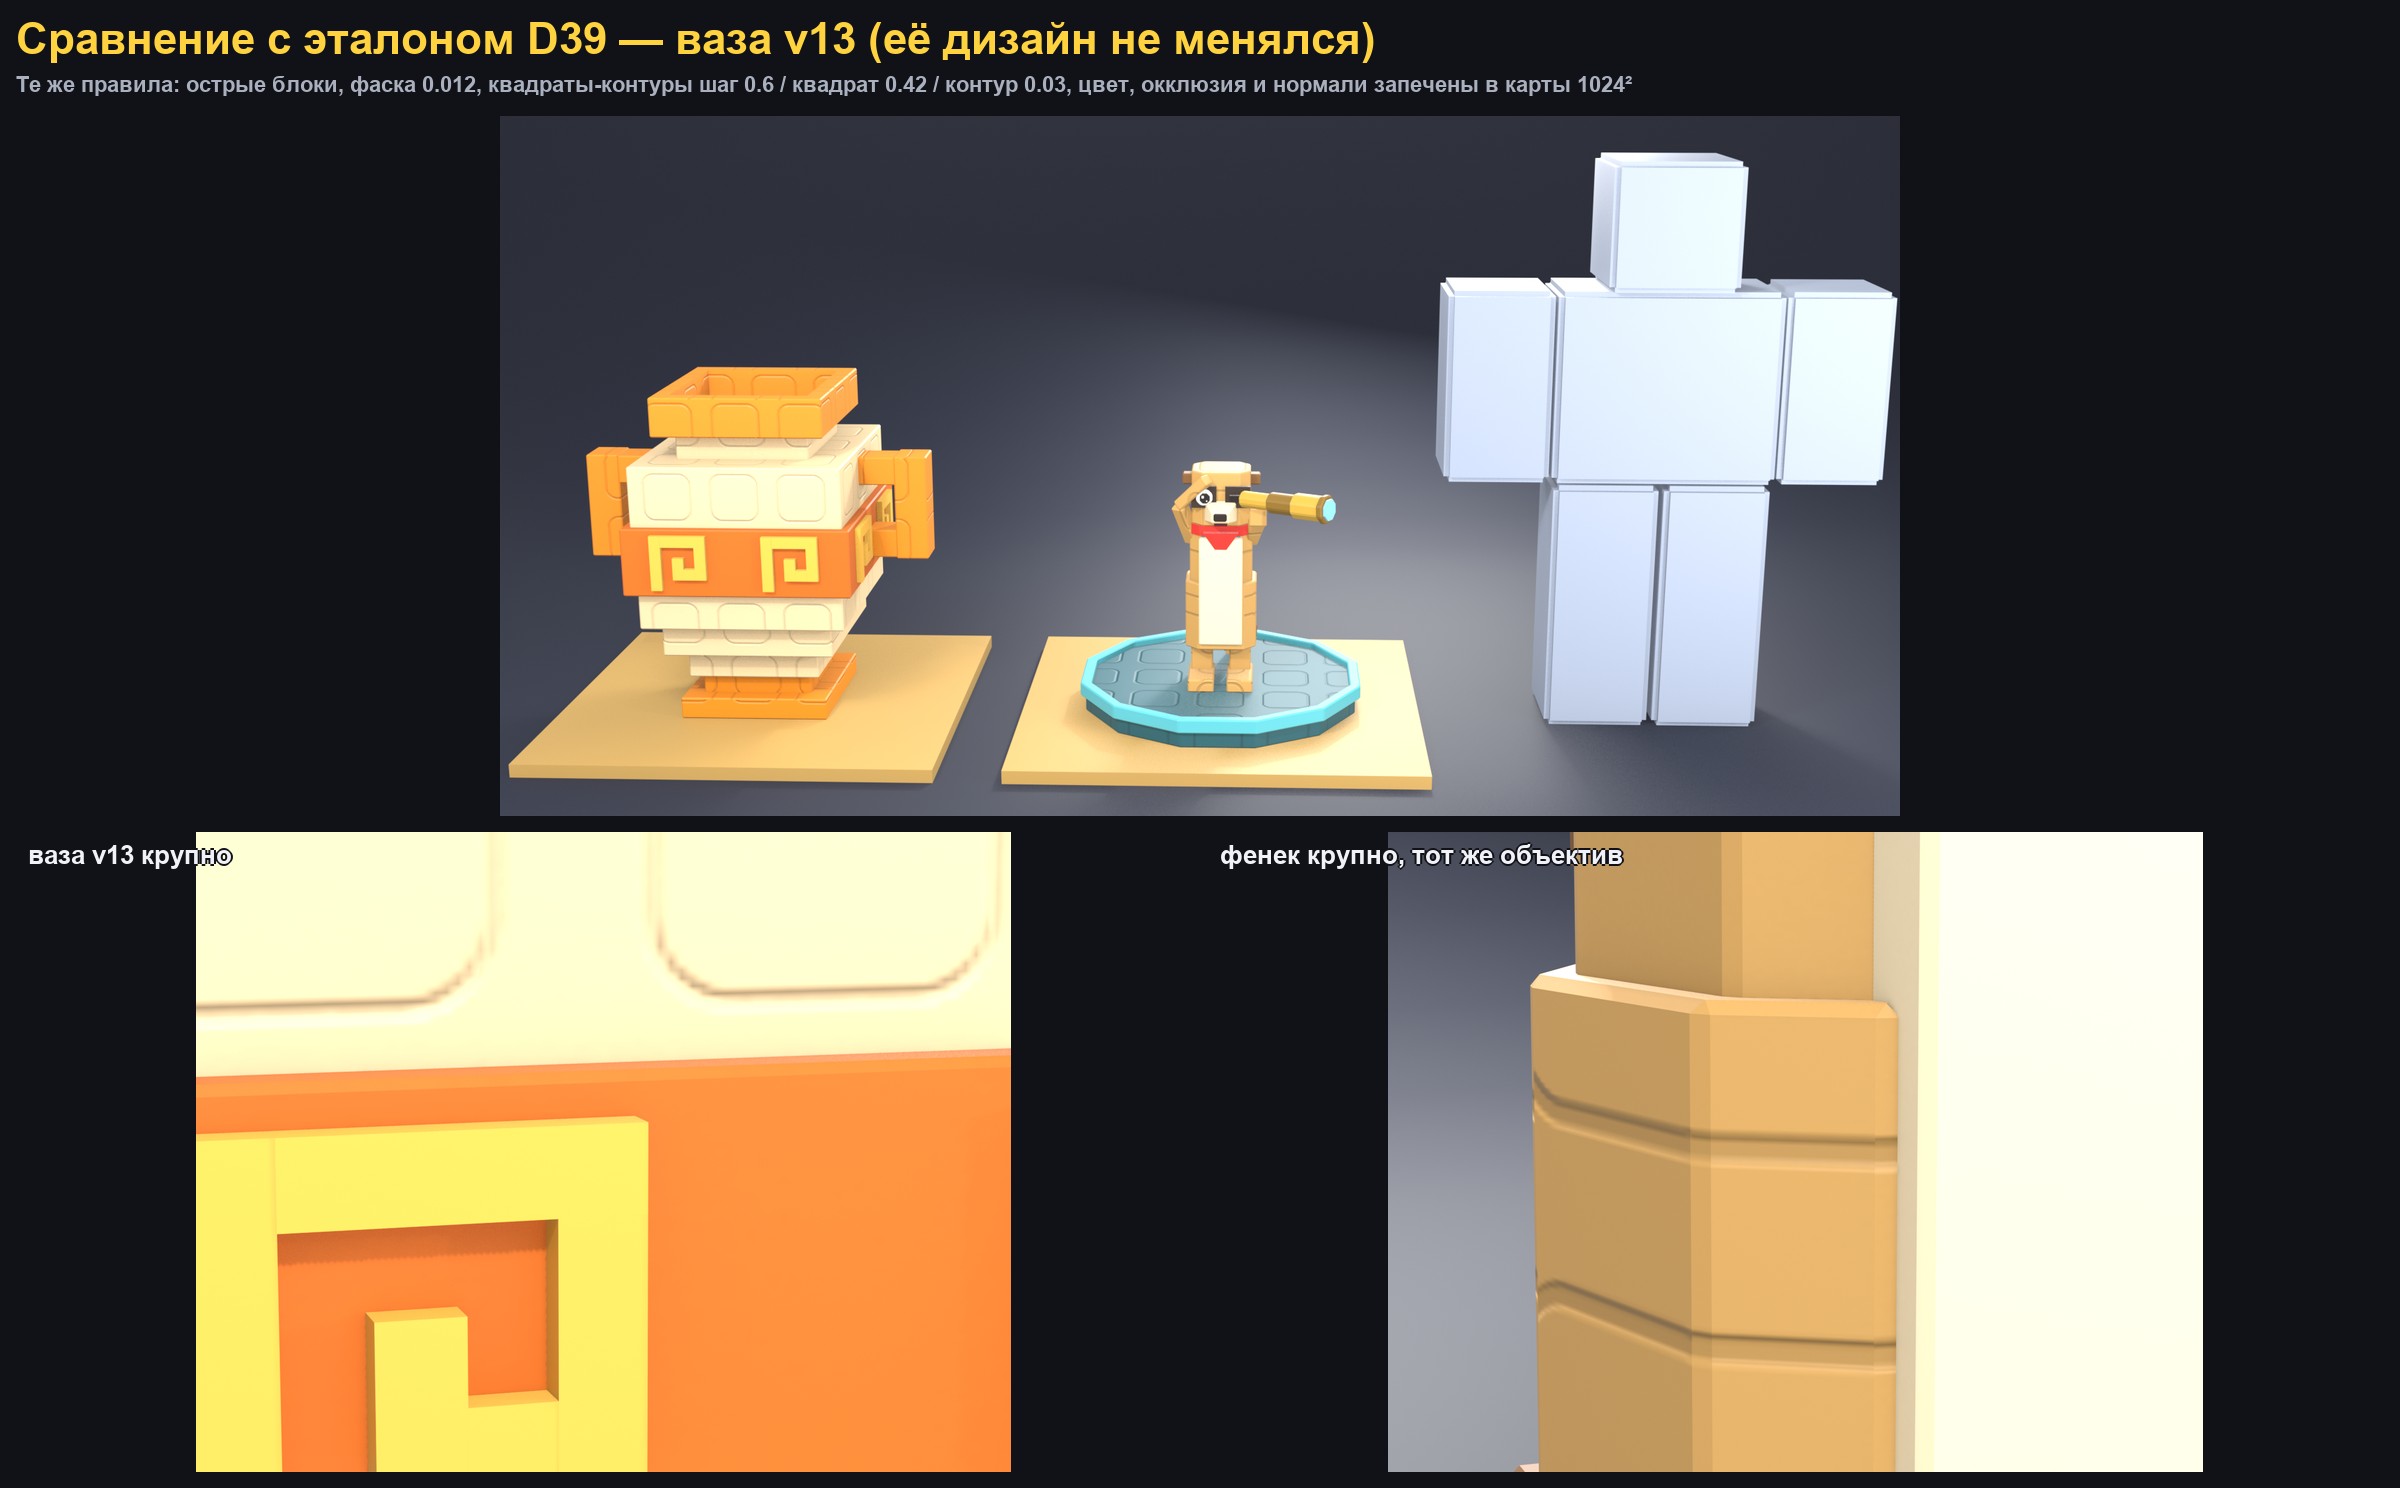 Сравнение с эталоном D39 — ваза v13 (её дизайн не менялся)
Те же правила: острые блоки, фаска 0.012, квадраты-контуры шаг 0.6 / квадрат 0.42 / контур 0.03, цвет, окклюзия и нормали запечены в карты 1024²
ваза v13 крупно
фенек крупно, тот же объектив